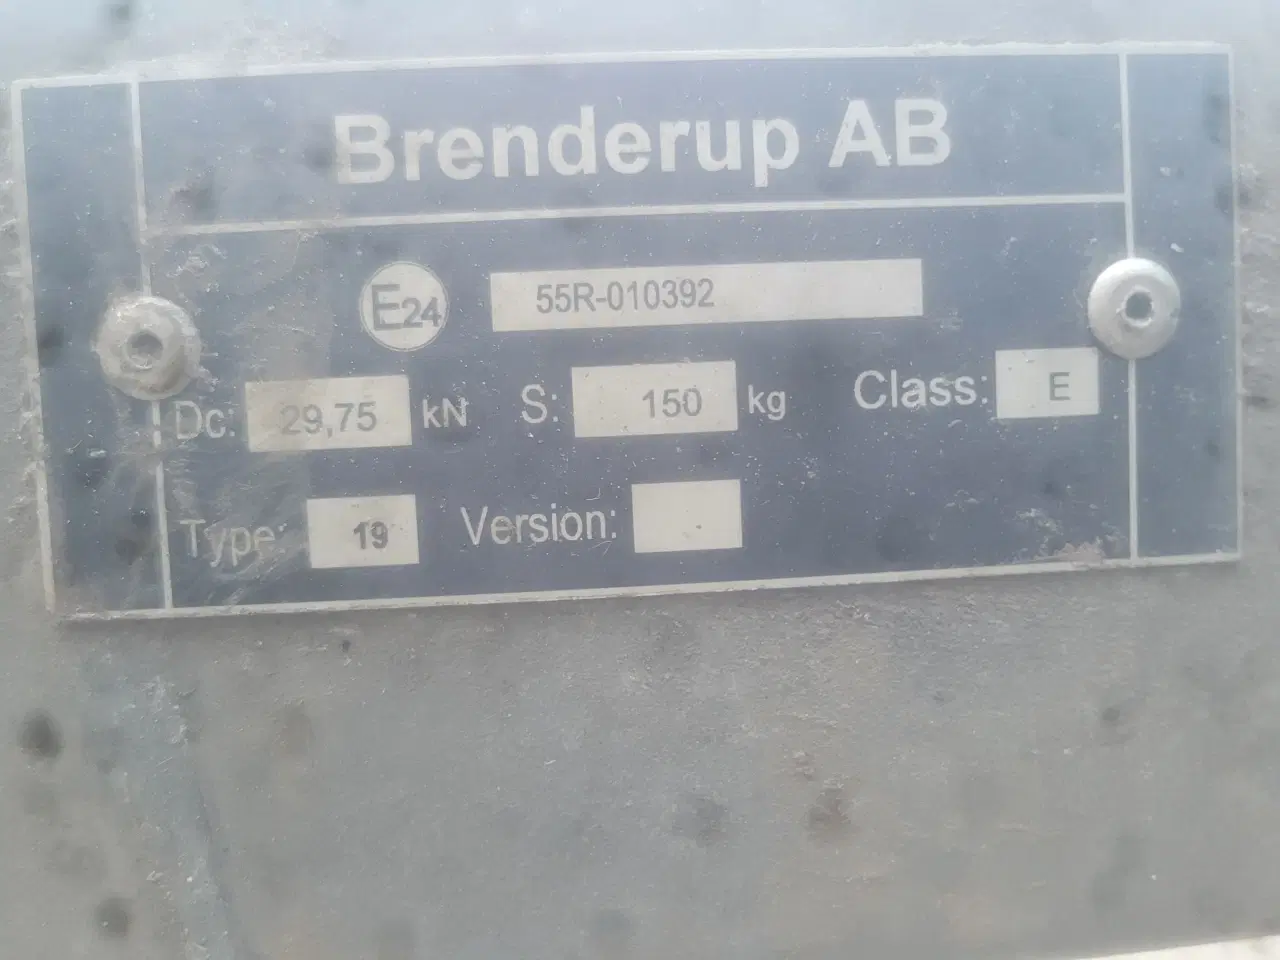 Brenderup AB
E24 55R-010392
Dc: 29,75 kN S: 150 kg Class: E
Type: 19 Version: .